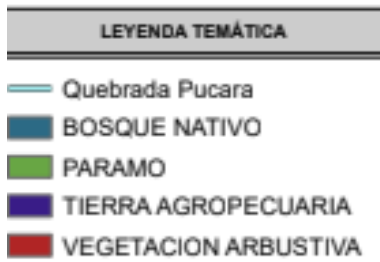 LEYENDA TEMÁTICA
Quebrada Pucara
BOSQUE NATIVO
PARAMO
TIERRA AGROPECUARIA
VEGETACION ARBUSTIVA